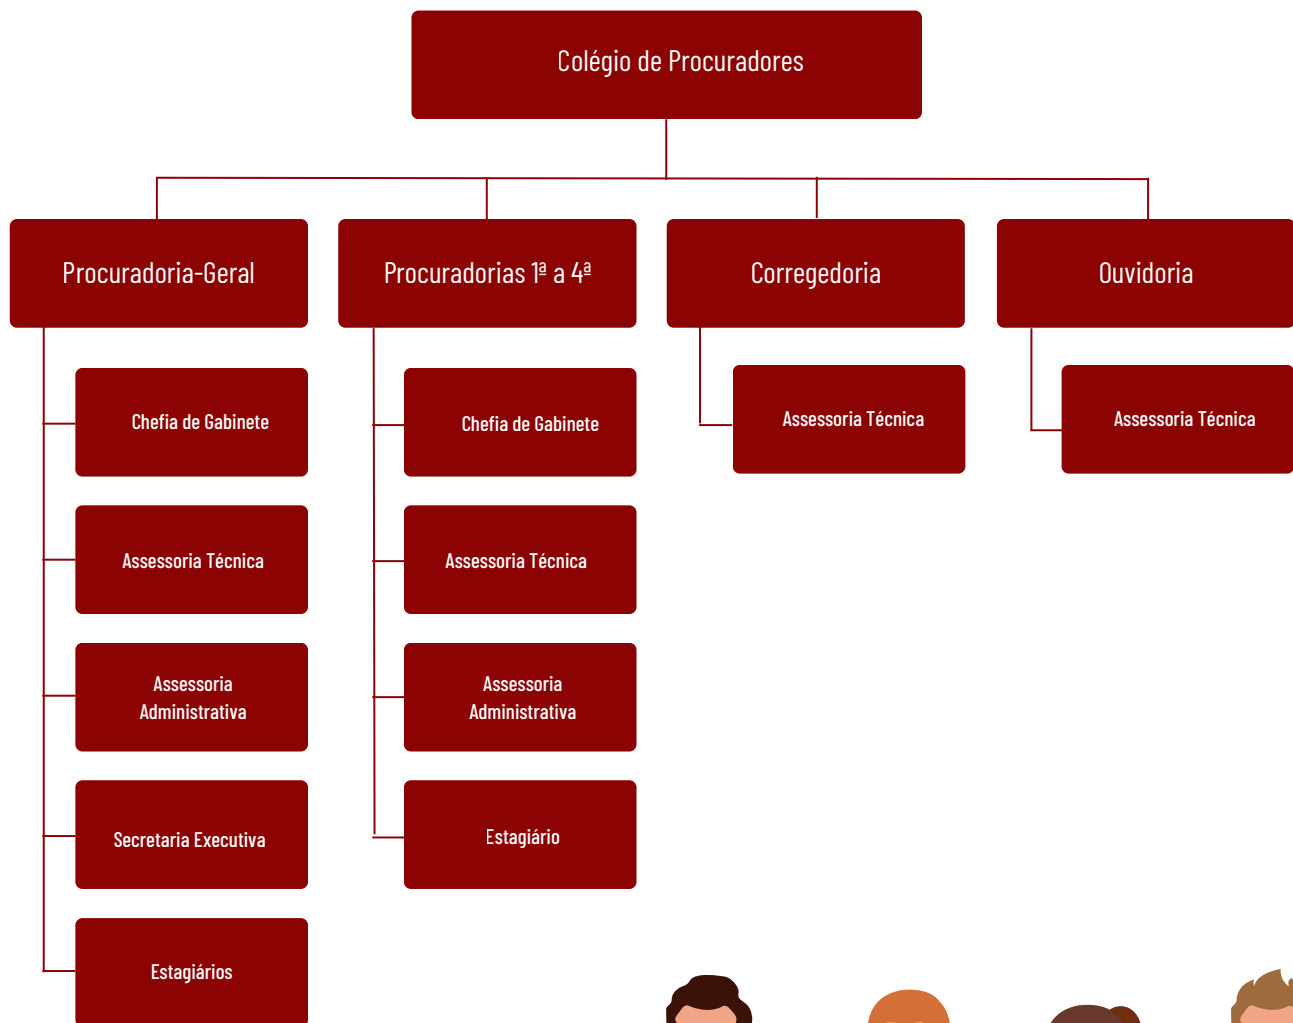 Colégio de Procuradores
Procuradoria-Geral
Chefia de Gabinete
Assessoria Técnica
Assessoria
Administrativa
Secretaria Executiva
Estagiários
Procuradorias 1ª a 4ª
Chefia de Gabinete
Assessoria Técnica
Assessoria
Administrativa
Estagiário
Corregedoria
Assessoria Técnica
Ouvidoria
Assessoria Técnica